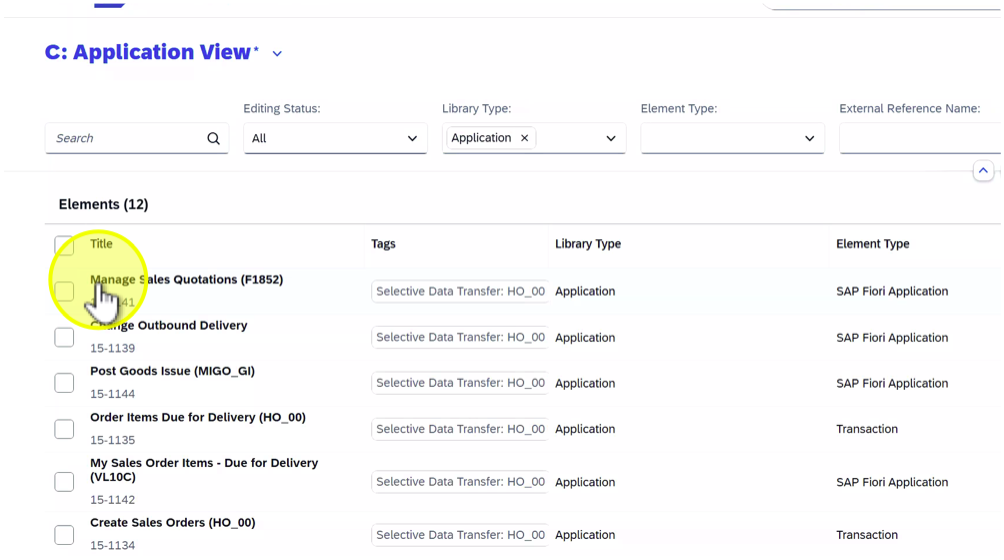 C: Application View*
Editing Status:
Library Type:
Element Type:
External Reference Name:
Search
All
Application
Elements (12)
Title
Tags
Library Type
Element Type
Manage Sales Quotations (F1852)
Selective Data Transfer: HO_00
Application
SAP Fiori Application
Change Outbound Delivery
15-1139
Selective Data Transfer: HO_00
Application
SAP Fiori Application
Post Goods Issue (MIGO_GI)
15-1144
Selective Data Transfer: HO_00
Application
SAP Fiori Application
Order Items Due for Delivery (HO_00)
15-1135
Selective Data Transfer: HO_00
Application
Transaction
My Sales Order Items - Due for Delivery
(VL10C)
15-1142
Selective Data Transfer: HO_00
Application
SAP Fiori Application
Create Sales Orders (HO_00)
15-1134
Selective Data Transfer: HO_00
Application
Transaction